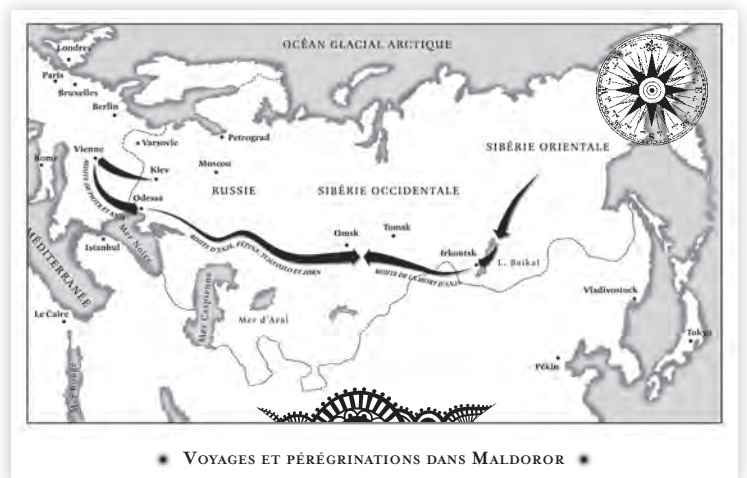 OCÉAN GLACIAL ARCTIQUE
Londres
Paris
Bruxelles
Berlin
Varsovie
Petrograd
Vienne
Rome
Kiev
Moscou
SIBÉRIE ORIENTALE
RUSSIE
SIBÉRIE OCCIDENTALE
Odessa
Omsk
Tomsk
Irkoutsk
L. Baïkal
Istanbul
Mer Noire
MÉDITERRANÉE
Le Caire
Mer Rouge
Mer Caspienne
Mer d'Aral
Vladivostock
Tokyo
Pékin
VOYAGES ET PÉRÉGRINATIONS DANS MALDOROR